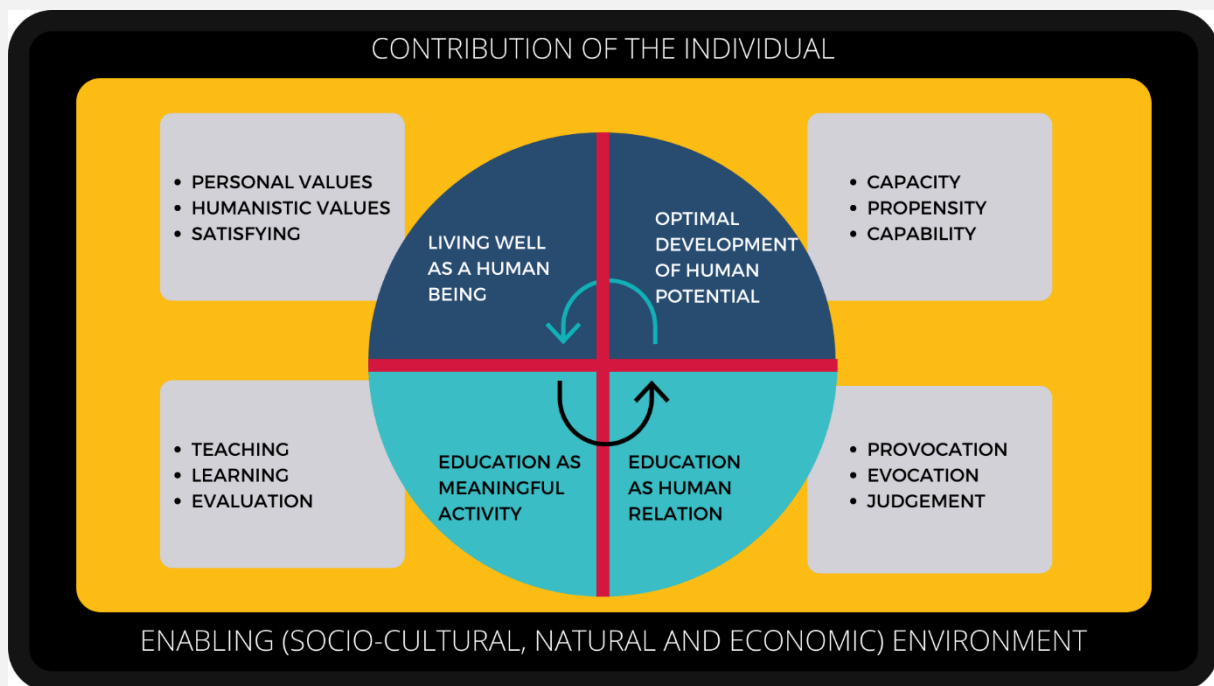 CONTRIBUTION OF THE INDIVIDUAL
• PERSONAL VALUES
• HUMANISTIC VALUES
• SATISFYING
LIVING WELL
AS A HUMAN
BEING
OPTIMAL
DEVELOPMENT
OF HUMAN
POTENTIAL
• CAPACITY
• PROPENSITY
• CAPABILITY
• TEACHING
• LEARNING
• EVALUATION
EDUCATION AS
MEANINGFUL
ACTIVITY
EDUCATION
AS HUMAN
RELATION
• PROVOCATION
• EVOCATION
• JUDGEMENT
ENABLING (SOCIO-CULTURAL, NATURAL AND ECONOMIC) ENVIRONMENT